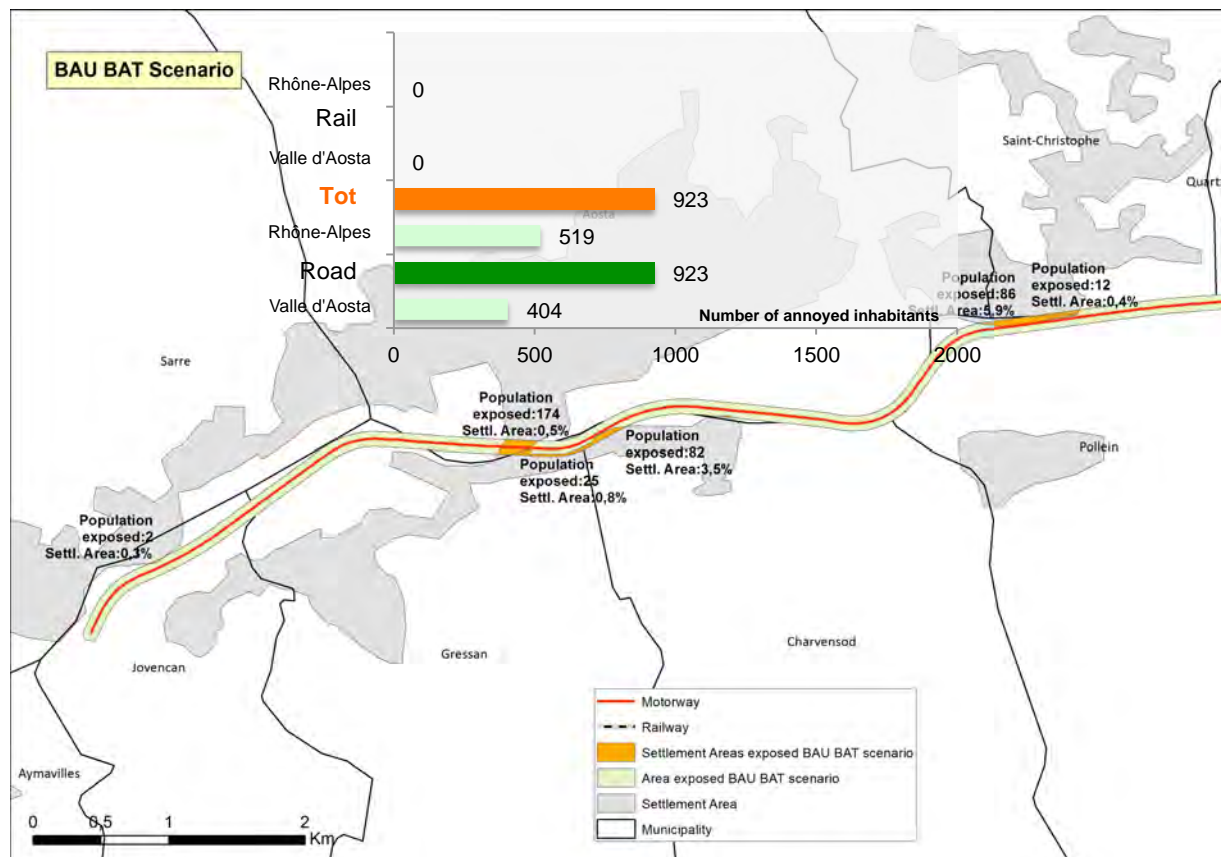 BAU BAT Scenario
Rhône-Alpes
0
Rail
Valle d'Aosta
0
Tot
923
Rhône-Alpes
519
Road
923
Valle d'Aosta
404
Number of annoyed inhabitants
0
500
1000
1500
2000
Aosta
Saint-Christophe
Quart
Population
exposed:86
Settl. Area:5,9%
Population
exposed:12
Settl. Area:0,4%
Sarre
Population
exposed:174
Settl. Area:0,5%
Population
exposed:82
Settl. Area:3,5%
Population
exposed:25
Settl. Area:0,8%
Pollein
Population
exposed:2
Settl. Area:0,3%
Jovencan
Gressan
Charvensod
Aymavilles
Motorway
Railway
Settlement Areas exposed BAU BAT scenario
Area exposed BAU BAT scenario
Settlement Area
Municipality
0
0,5
1
2
Km